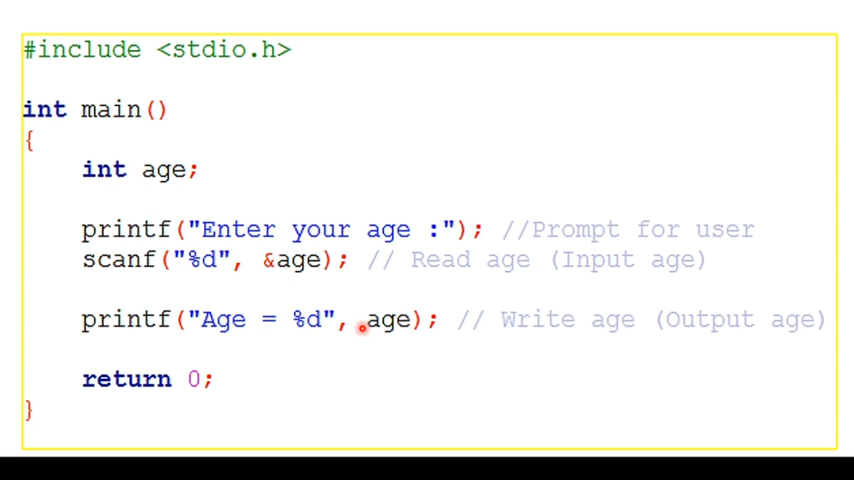 #include <stdio.h>
int main()
{
int age;
printf("Enter your age :"); //Prompt for user
scanf("%d", &age); // Read age (Input age)
printf("Age = %d", age); // Write age (Output age)
return 0;
}